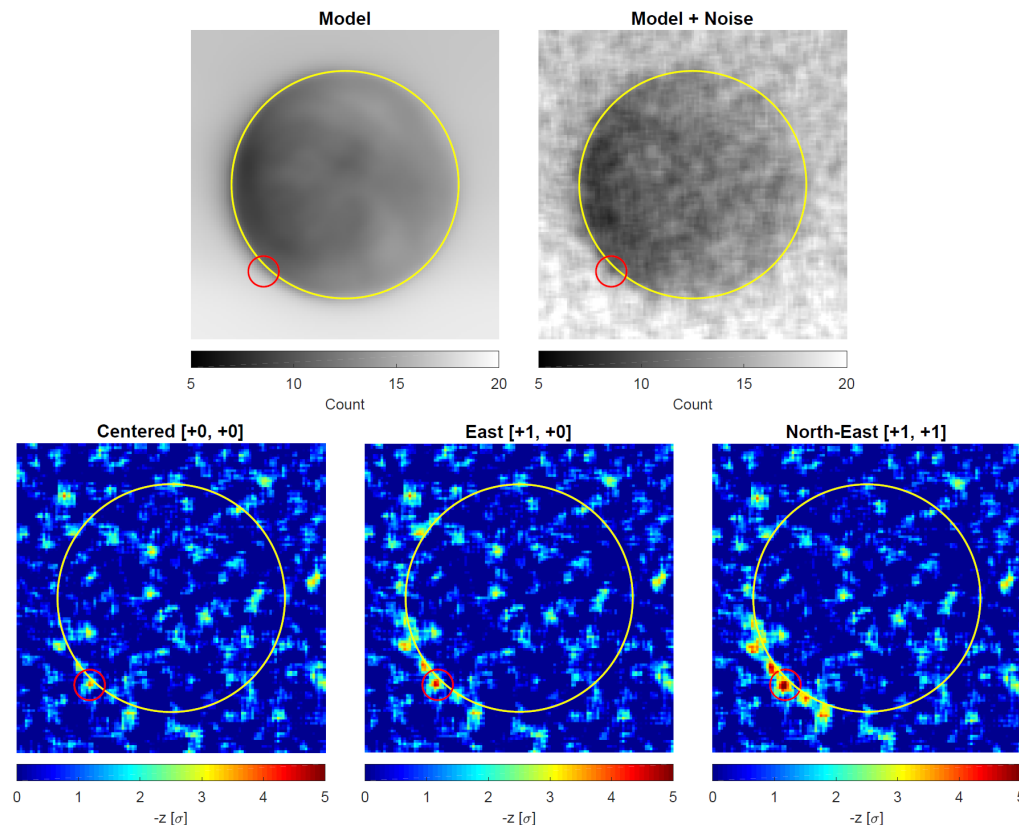 Model Model + Noise
5 10 15 20 5 10 15 20
Count Count
Centered [+0, +0] East [+1, +0] North-East [+1, +1]
0 1 2 3 4 5 0 1 2 3 4 5 0 1 2 3 4 5
-z [σ] -z [σ] -z [σ]